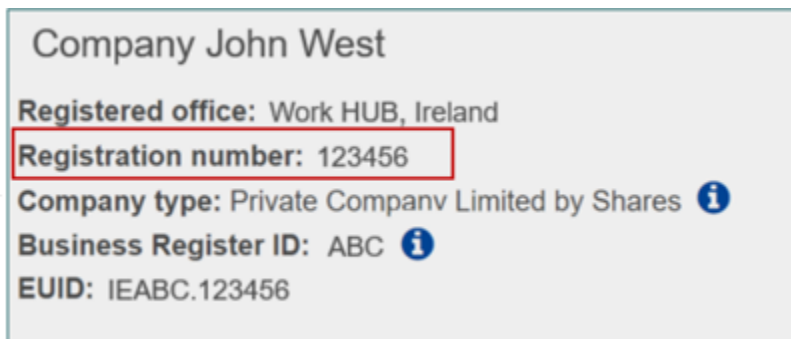 Company John West
Registered office: Work HUB, Ireland
Registration number: 123456
Company type: Private Company Limited by Shares i
Business Register ID: ABC i
EUID: IEABC.123456